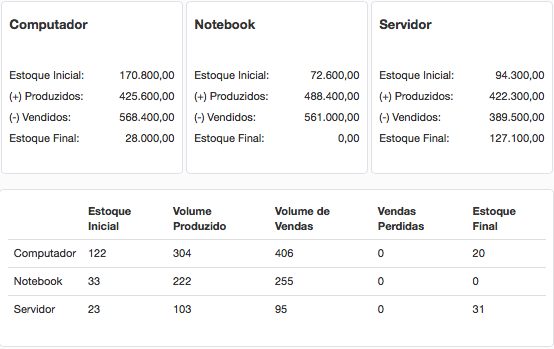 Computador
Estoque Inicial: 170.800,00
(+) Produzidos: 425.600,00
(-) Vendidos: 568.400,00
Estoque Final: 28.000,00
Notebook
Estoque Inicial: 72.600,00
(+) Produzidos: 488.400,00
(-) Vendidos: 561.000,00
Estoque Final: 0,00
Servidor
Estoque Inicial: 94.300,00
(+) Produzidos: 422.300,00
(-) Vendidos: 389.500,00
Estoque Final: 127.100,00
Estoque Volume Volume de Vendas Estoque
Inicial Produzido Vendas Perdidas Final
Computador 122 304 406 0 20
Notebook 33 222 255 0 0
Servidor 23 103 95 0 31